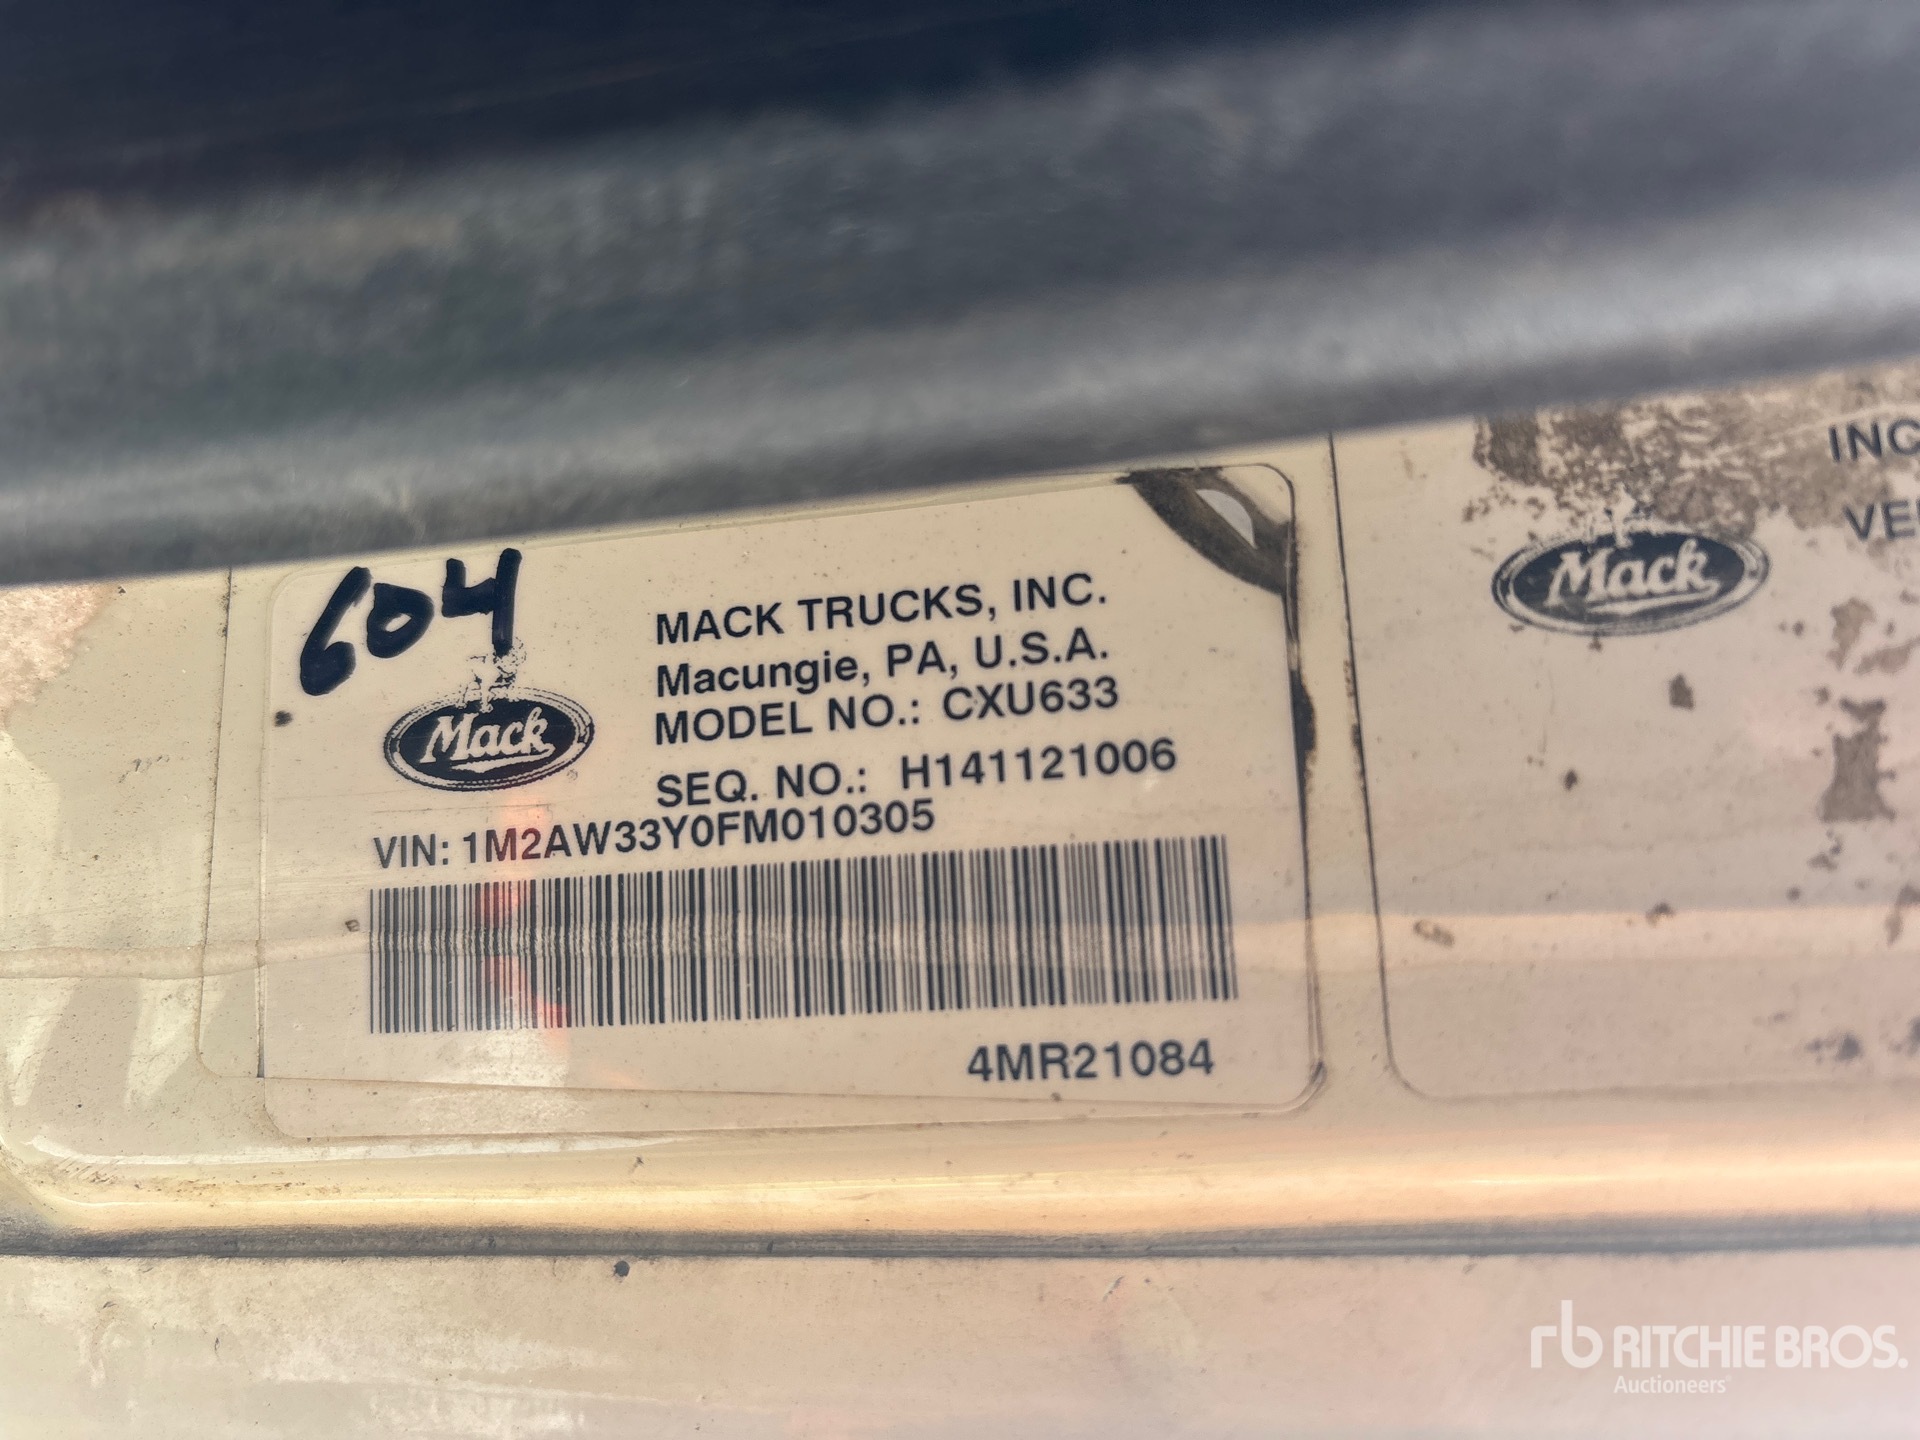 604
Mack
MACK TRUCKS, INC.
Macungie, PA, U.S.A.
MODEL NO.: CXU633
SEQ. NO.: H141121006
VIN: 1M2AW33Y0FM010305
4MR21084
Mack
INC
VE
rb RITCHIE BROS.
Auctioneers